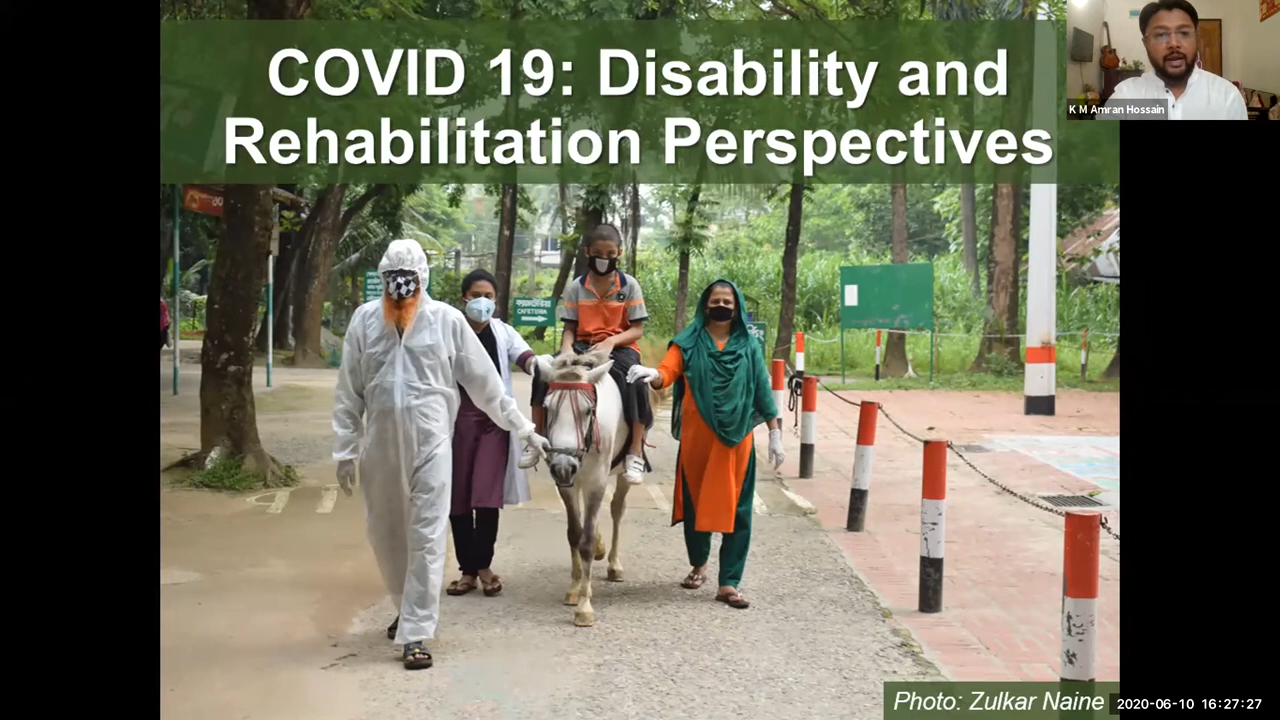 COVID 19: Disability and
Rehabilitation Perspectives
K M Amran Hossain
CAFETERIA
Photo: Zulkar Naine
2020-06-10 16:27:27